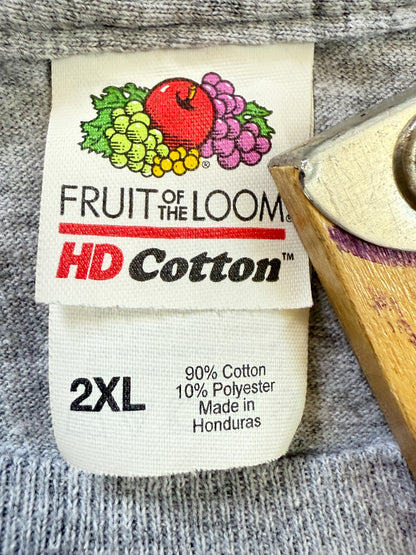 ®
FRUIT OF THE LOOM®
HD Cotton™
2XL
90% Cotton
10% Polyester
Made in
Honduras